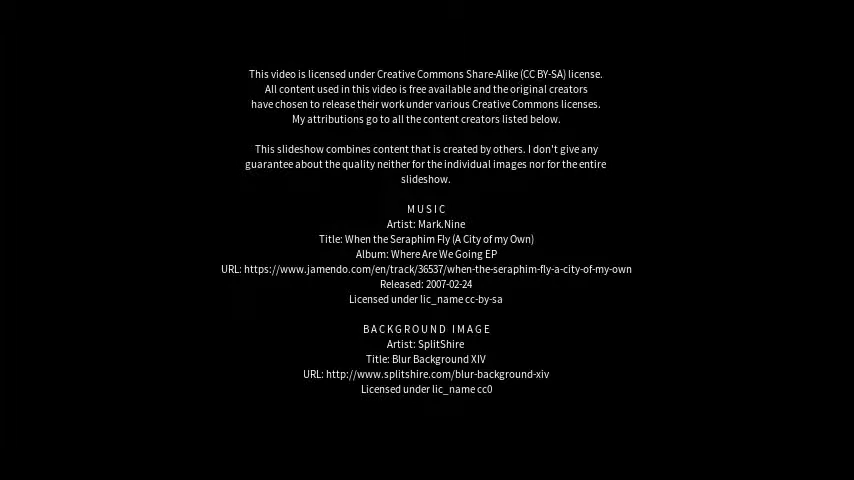 This video is licensed under Creative Commons Share-Alike (CC BY-SA) license.
All content used in this video is free available and the original creators
have chosen to release their work under various Creative Commons licenses.
My attributions go to all the content creators listed below.
This slideshow combines content that is created by others. I don't give any
guarantee about the quality neither for the individual images nor for the entire
slideshow.
MUSIC
Artist: Mark.Nine
Title: When the Seraphim Fly (A City of my Own)
Album: Where Are We Going EP
URL: https://www.jamendo.com/en/track/36537/when-the-seraphim-fly-a-city-of-my-own
Released: 2007-02-24
Licensed under lic_name cc-by-sa
BACKGROUND IMAGE
Artist: SplitShire
Title: Blur Background XIV
URL: http://www.splitshire.com/blur-background-xiv
Licensed under lic_name cc0